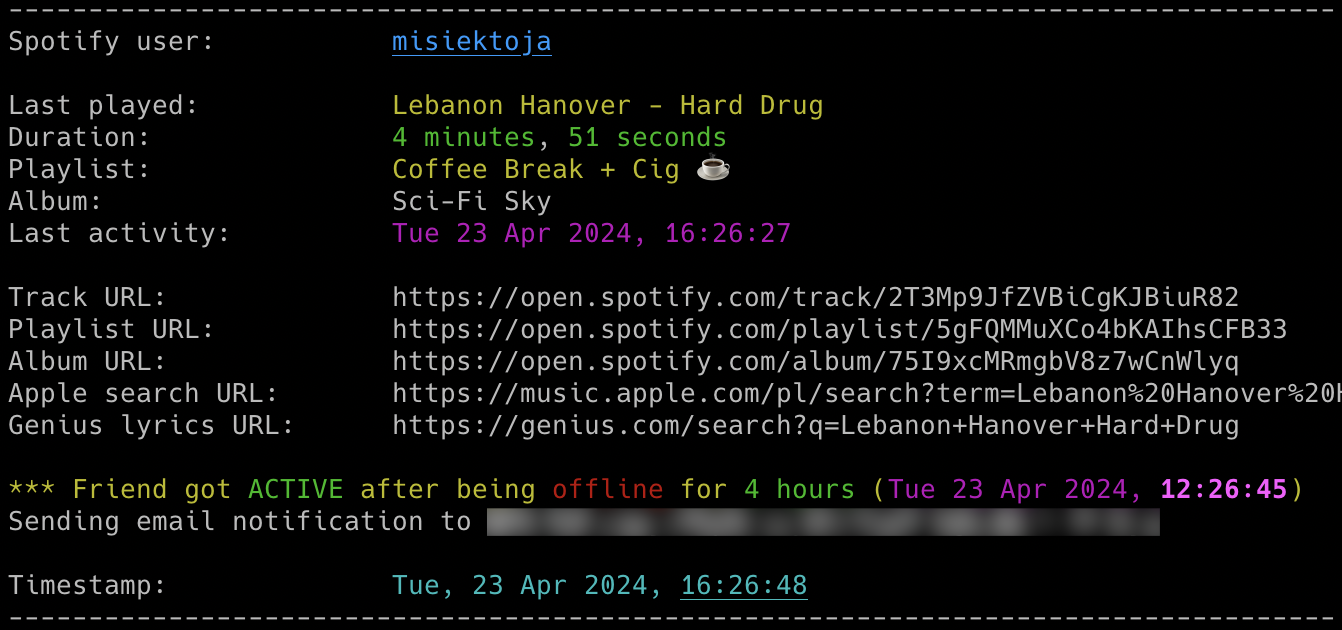 Spotify user: misiektoja
Last played: Lebanon Hanover - Hard Drug
Duration: 4 minutes, 51 seconds
Playlist: Coffee Break + Cig ☕
Album: Sci-Fi Sky
Last activity: Tue 23 Apr 2024, 16:26:27
Track URL: https://open.spotify.com/track/2T3Mp9JfZVBiCgKJBiuR82
Playlist URL: https://open.spotify.com/playlist/5gFQMMuXCo4bKAIhsCFB33
Album URL: https://open.spotify.com/album/75I9xcMRmgbV8z7wCnWlyq
Apple search URL: https://music.apple.com/pl/search?term=Lebanon%20Hanover%20H
Genius lyrics URL: https://genius.com/search?q=Lebanon+Hanover+Hard+Drug
*** Friend got ACTIVE after being offline for 4 hours (Tue 23 Apr 2024, 12:26:45)
Sending email notification to
Timestamp: Tue, 23 Apr 2024, 16:26:48